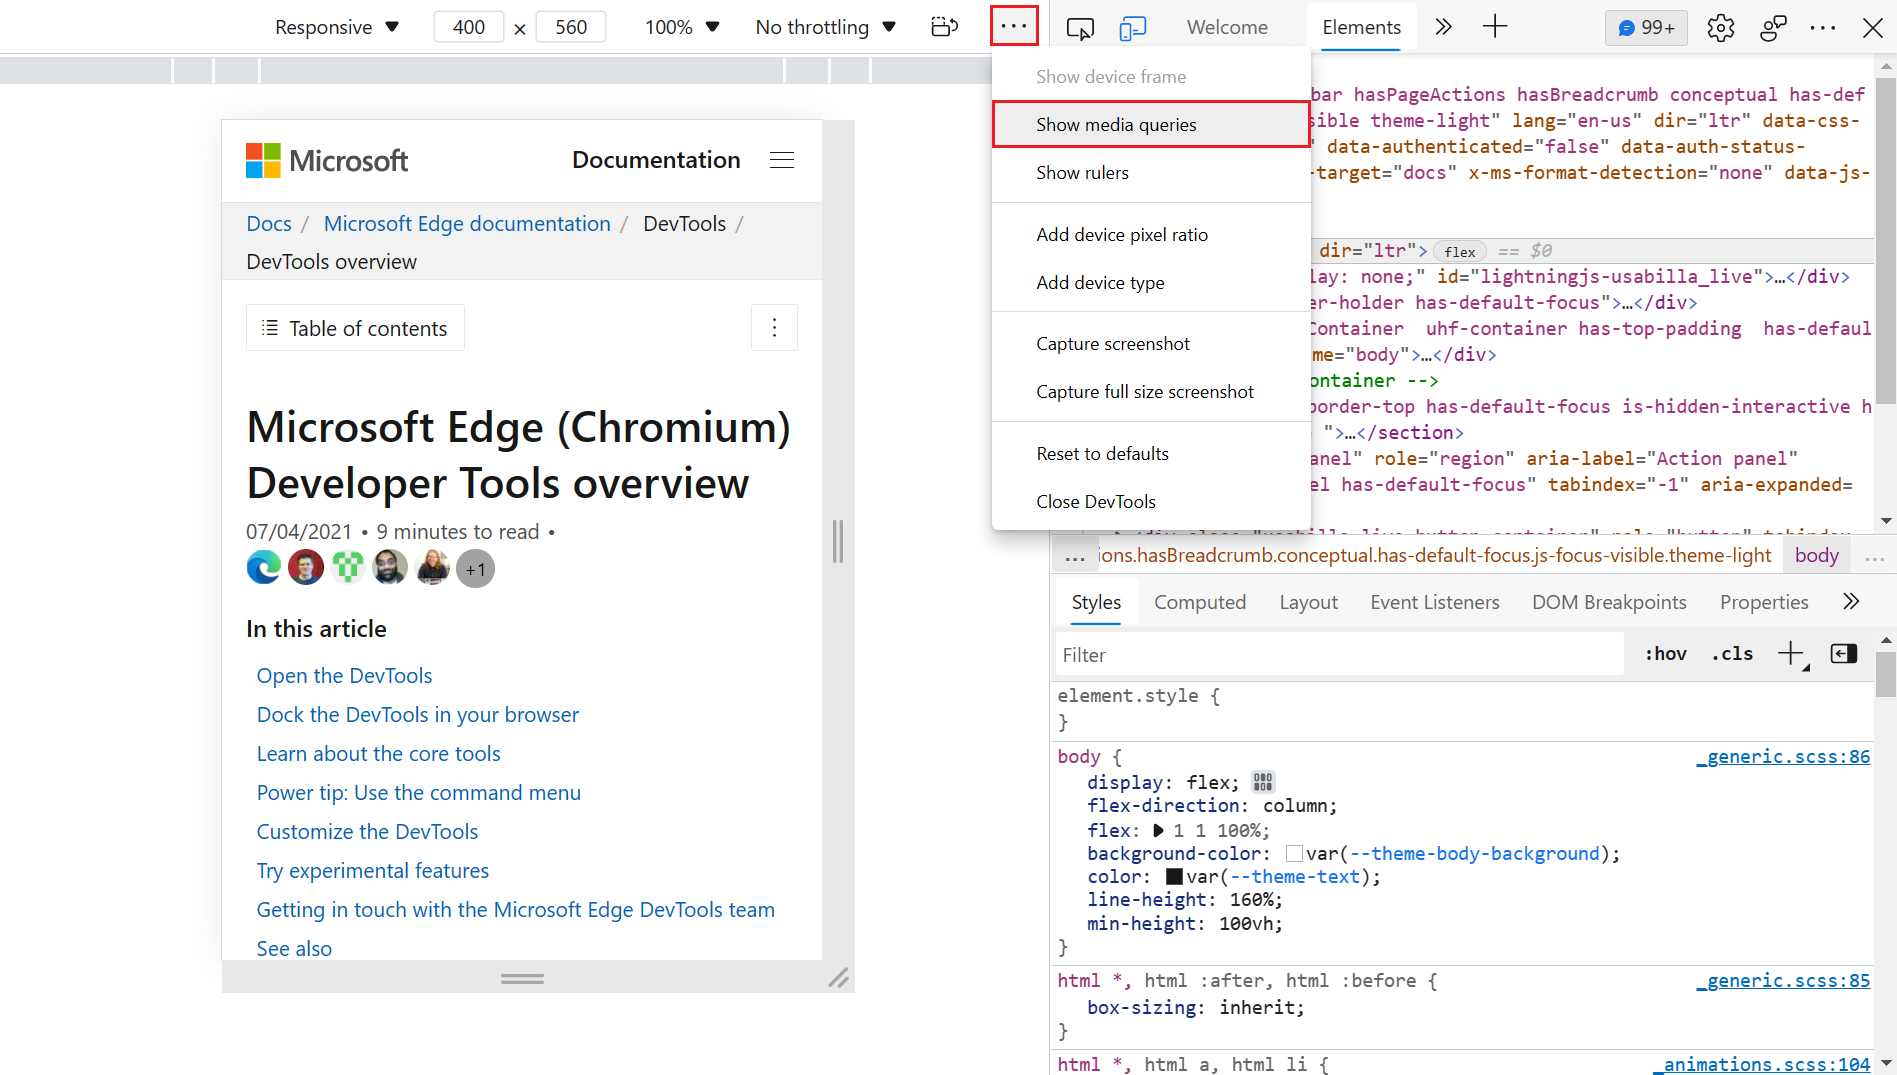 Responsive ▼ 400 × 560 100% ▼ No throttling ▼ ···
Welcome Elements 99+
Show device frame
Show media queries
Show rulers
Add device pixel ratio
Add device type
Capture screenshot
Capture full size screenshot
Reset to defaults
Close DevTools
Microsoft Documentation
Docs / Microsoft Edge documentation / DevTools /
DevTools overview
Table of contents
Microsoft Edge (Chromium)
Developer Tools overview
07/04/2021 • 9 minutes to read •
+1
In this article
Open the DevTools
Dock the DevTools in your browser
Learn about the core tools
Power tip: Use the command menu
Customize the DevTools
Try experimental features
Getting in touch with the Microsoft Edge DevTools team
See also
bar hasPageActions hasBreadcrumb conceptual has-def
sible theme-light" lang="en-us" dir="ltr" data-css-
" data-authenticated="false" data-auth-status-
-target="docs" x-ms-format-detection="none" data-js-
dir="ltr"> flex == $0
lay: none;" id="lightningjs-usabilla_live">…</div>
er-holder has-default-focus">…</div>
Container uhf-container has-top-padding has-defaul
me="body">…</div>
ontainer -->
border-top has-default-focus is-hidden-interactive h
">…</section>
anel" role="region" aria-label="Action panel"
el has-default-focus" tabindex="-1" aria-expanded=
... ions.hasBreadcrumb.conceptual.has-default-focus.js-focus-visible.theme-light body ...
Styles Computed Layout Event Listeners DOM Breakpoints Properties
Filter :hov .cls
element.style {
}
body { _generic.scss:86
display: flex;
flex-direction: column;
flex: 1 1 100%;
background-color: var(--theme-body-background);
color: var(--theme-text);
line-height: 160%;
min-height: 100vh;
}
html *, html :after, html :before { _generic.scss:85
box-sizing: inherit;
}
html *, html a, html li { _animations.scss:104